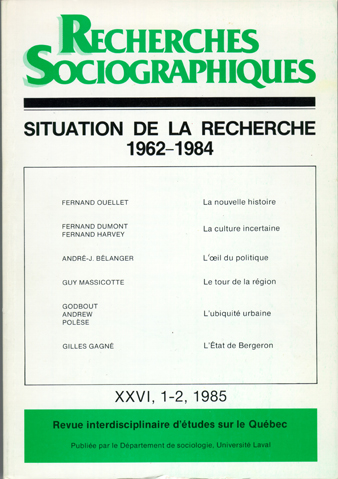 RECHERCHES
SOCIOGRAPHIQUES
SITUATION DE LA RECHERCHE
1962–1984
FERNAND OUELLET La nouvelle histoire
FERNAND DUMONT La culture incertaine
FERNAND HARVEY
ANDRÉ-J. BÉLANGER L'œil du politique
GUY MASSICOTTE Le tour de la région
GODBOUT
ANDREW L'ubiquité urbaine
POLÈSE
GILLES GAGNÉ L'État de Bergeron
XXVI, 1-2, 1985
Revue interdisciplinaire d'études sur le Québec
Publiée par le Département de sociologie, Université Laval